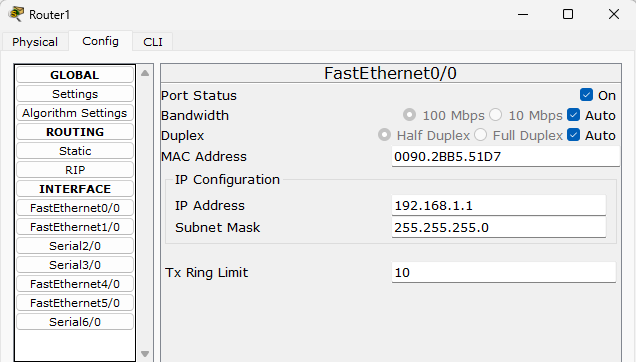 Router1
Physical Config CLI
GLOBAL
Settings
Algorithm Settings
ROUTING
Static
RIP
INTERFACE
FastEthernet0/0
FastEthernet1/0
Serial2/0
Serial3/0
FastEthernet4/0
FastEthernet5/0
Serial6/0
FastEthernet0/0
Port Status On
Bandwidth 100 Mbps 10 Mbps Auto
Duplex Half Duplex Full Duplex Auto
MAC Address 0090.2BB5.51D7
IP Configuration
IP Address 192.168.1.1
Subnet Mask 255.255.255.0
Tx Ring Limit 10